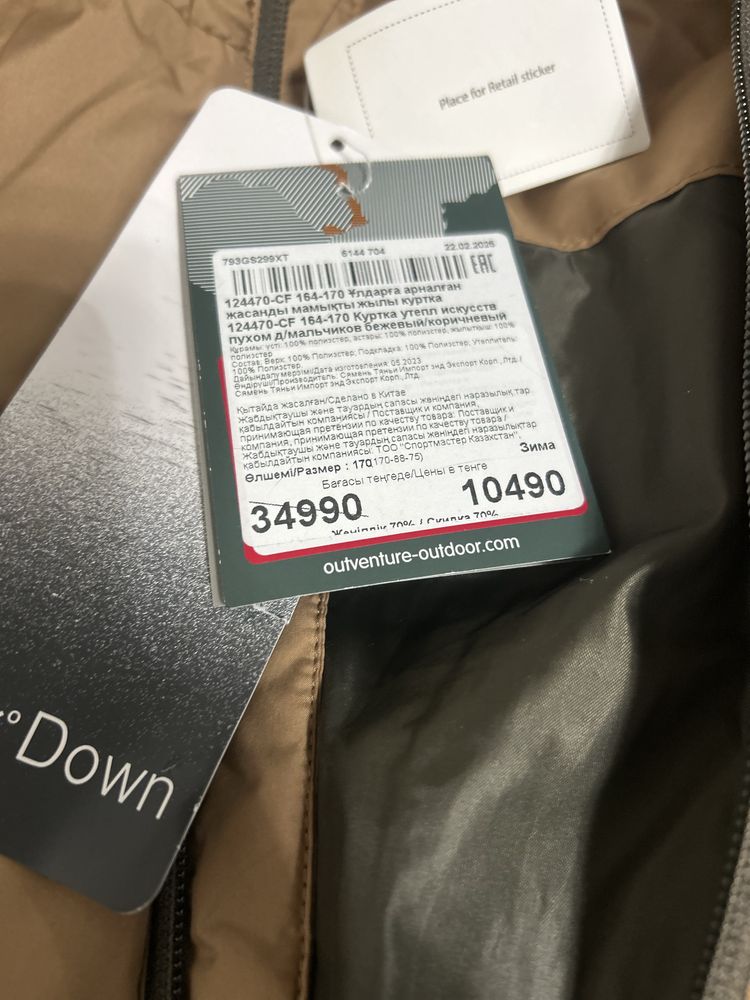 Place for Retail sticker
793GS299XT 6144 704 22.02.2026
EAC
124470-CF 164-170 Ұлдарға арналған
жасанды мамықты жылы куртка
124470-CF 164-170 Куртка утепл искусств
пухом д/мальчиков бежевый/коричневый
Құрамы: үсті: 100% полиэстер, астары: 100% полиэстер, жылытқыш: 100%
полиэстер
Состав: Верх: 100% Полиэстер; Подкладка: 100% Полиэстер; Утеплитель:
100% Полиэстер.
Дайындалу мерзімі/Дата изготовления: 05.2023
Өндіруші/Производитель: Сямень Тяньи Импорт энд Экспорт Корп., Лтд./
Сямень Тяньи Импорт энд Экспорт Корп., Лтд.
Қытайда жасалған/Сделано в Китае
Жабдықтаушы және тауардың сапасы жөніндегі наразылықтар
қабылдайтын компаниясы / Поставщик и компания,
принимающая претензии по качеству товара: Поставщик и
компания, принимающая претензии по качеству товара /
Жабдықтаушы және тауардың сапасы жөніндегі наразылықтар
қабылдайтын компаниясы: ТОО "Спортмастер Казахстан",
Зима
Өлшемі/Размер : 170(170-88-75)
Бағасы теңгеде/Цены в тенге
34990 10490
Жеңілдік 70% / Скидка 70%
outventure-outdoor.com
°Down